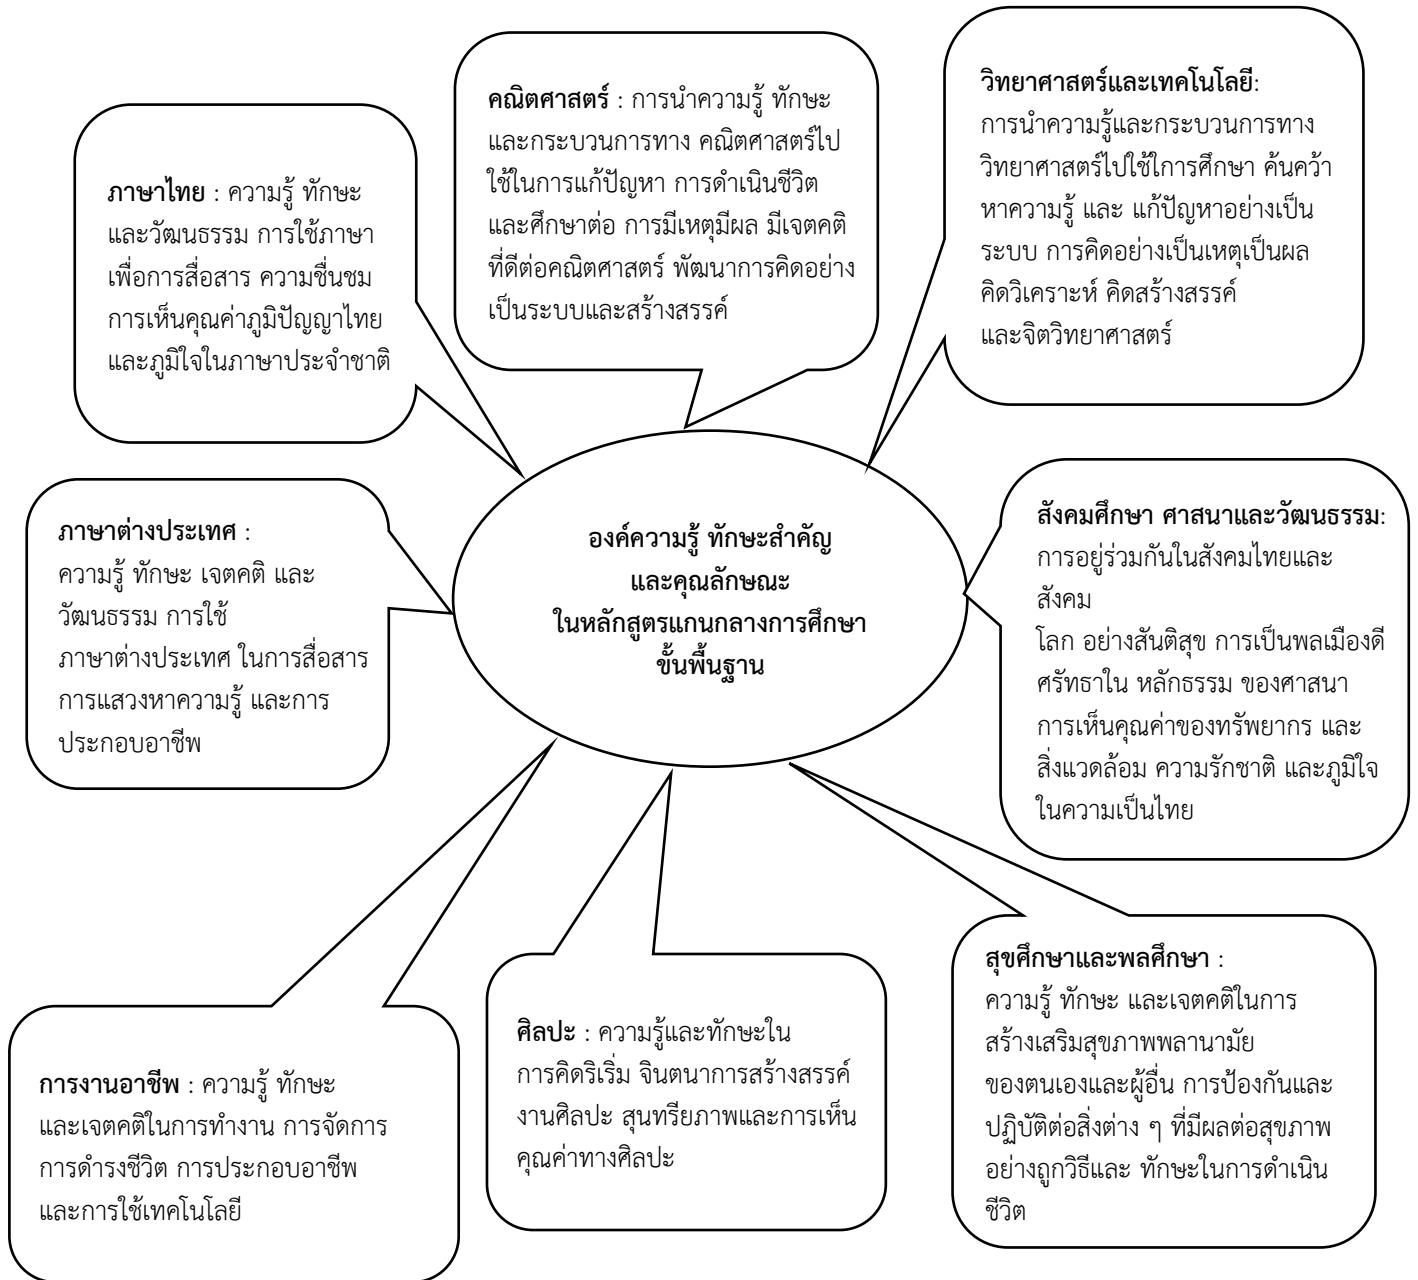 ภาษาไทย : ความรู้ ทักษะ
และวัฒนธรรม การใช้ภาษา
เพื่อการสื่อสาร ความชื่นชม
การเห็นคุณค่าภูมิปัญญาไทย
และภูมิใจในภาษาประจำชาติ
คณิตศาสตร์ : การนำความรู้ ทักษะ
และกระบวนการทาง คณิตศาสตร์ไป
ใช้ในการแก้ปัญหา การดำเนินชีวิต
และศึกษาต่อ การมีเหตุมีผล มีเจตคติ
ที่ดีต่อคณิตศาสตร์ พัฒนาการคิดอย่าง
เป็นระบบและสร้างสรรค์
วิทยาศาสตร์และเทคโนโลยี:
การนำความรู้และกระบวนการทาง
วิทยาศาสตร์ไปใช้ใการศึกษา ค้นคว้า
หาความรู้ และ แก้ปัญหาอย่างเป็น
ระบบ การคิดอย่างเป็นเหตุเป็นผล
คิดวิเคราะห์ คิดสร้างสรรค์
และจิตวิทยาศาสตร์
ภาษาต่างประเทศ :
ความรู้ ทักษะ เจตคติ และ
วัฒนธรรม การใช้
ภาษาต่างประเทศ ในการสื่อสาร
การแสวงหาความรู้ และการ
ประกอบอาชีพ
องค์ความรู้ ทักษะสำคัญ
และคุณลักษณะ
ในหลักสูตรแกนกลางการศึกษา
ขั้นพื้นฐาน
สังคมศึกษา ศาสนาและวัฒนธรรม:
การอยู่ร่วมกันในสังคมไทยและ
สังคม
โลก อย่างสันติสุข การเป็นพลเมืองดี
ศรัทธาใน หลักธรรม ของศาสนา
การเห็นคุณค่าของทรัพยากร และ
สิ่งแวดล้อม ความรักชาติ และภูมิใจ
ในความเป็นไทย
การงานอาชีพ : ความรู้ ทักษะ
และเจตคติในการทำงาน การจัดการ
การดำรงชีวิต การประกอบอาชีพ
และการใช้เทคโนโลยี
ศิลปะ : ความรู้และทักษะใน
การคิดริเริ่ม จินตนาการสร้างสรรค์
งานศิลปะ สุนทรียภาพและการเห็น
คุณค่าทางศิลปะ
สุขศึกษาและพลศึกษา :
ความรู้ ทักษะ และเจตคติในการ
สร้างเสริมสุขภาพพลานามัย
ของตนเองและผู้อื่น การป้องกันและ
ปฏิบัติต่อสิ่งต่าง ๆ ที่มีผลต่อสุขภาพ
อย่างถูกวิธีและ ทักษะในการดำเนิน
ชีวิต